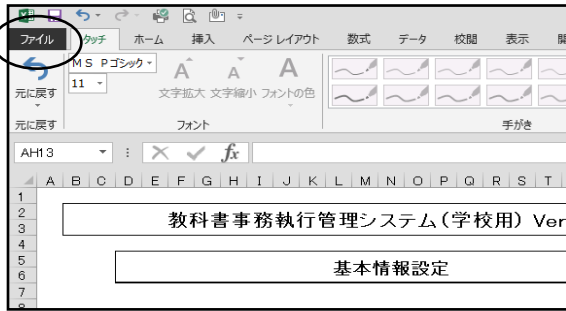 ファイル タッチ ホーム 挿入 ページ レイアウト 数式 データ 校閲 表示
ＭＳ Ｐゴシック
11
A A A
元に戻す 文字拡大 文字縮小 フォントの色
元に戻す フォント 手がき
AH13 fx
A B C D E F G H I J K L M N O P Q R S T
1
2
教科書事務執行管理システム(学校用) Ver
3
4
5
基本情報設定
6
7
8